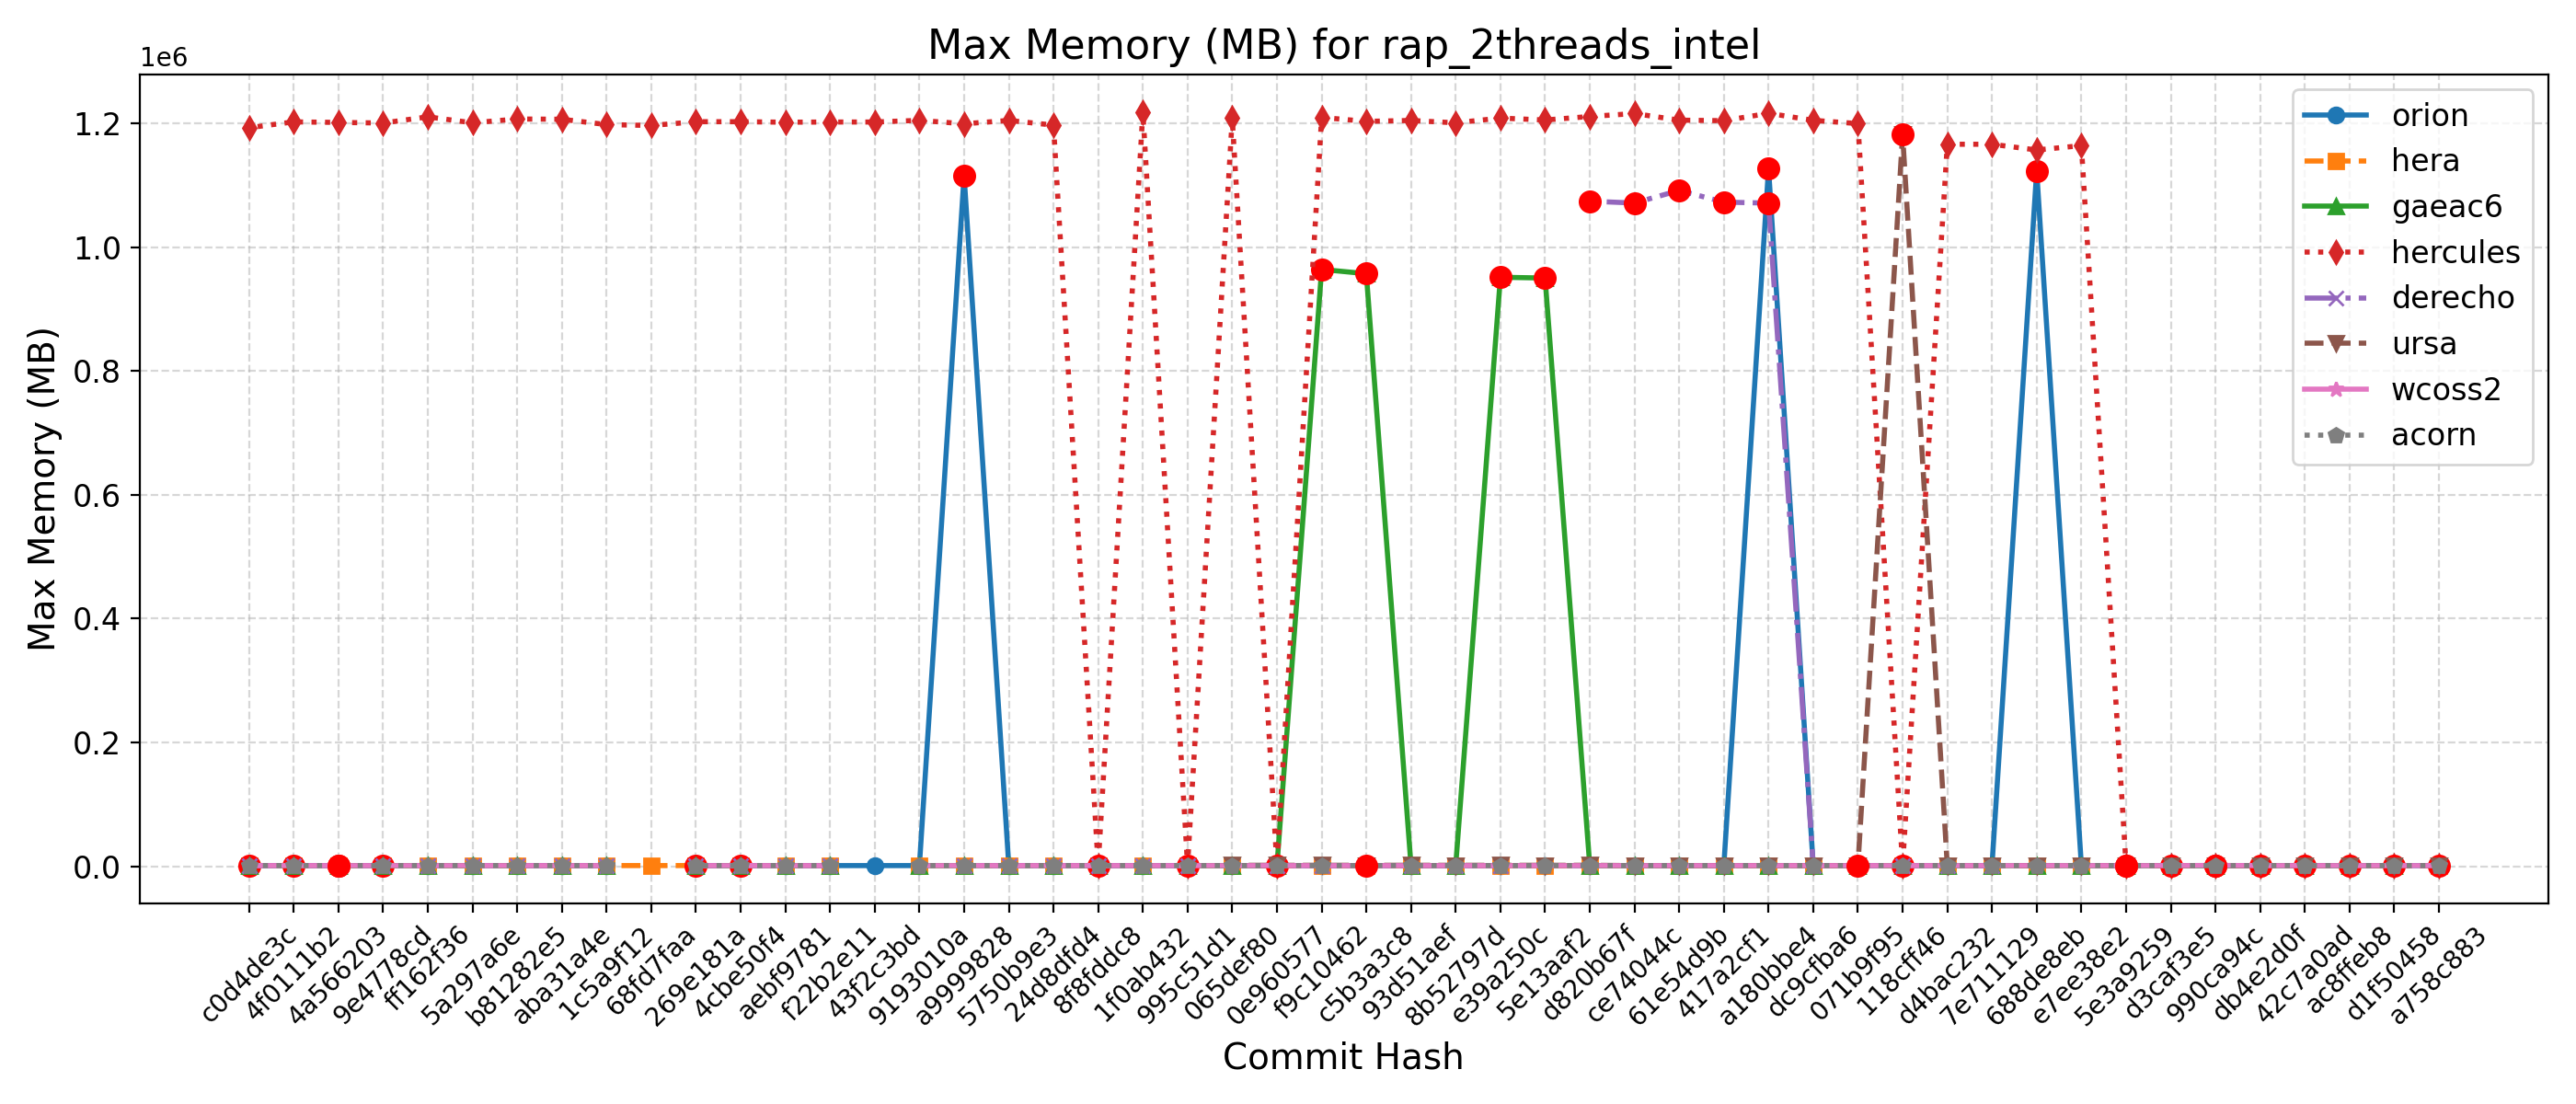 Max Memory (MB) for rap_2threads_intel
1e6
1.2
1.0
0.8
0.6
0.4
0.2
0.0
Max Memory (MB)
orion
hera
gaeac6
hercules
derecho
ursa
wcoss2
acorn
c0d4de3c
4f0111b2
4a566203
9e4778cd
ff162f36
5a297a6e
b81282e5
aba31a4e
1c5a9f12
68fd7faa
269e181a
4cbe50f4
aebf9781
f22b2e11
43f2c3bd
9193010a
a9999828
5750b9e3
24d8dfd4
8f8fddc8
1f0ab432
995c51d1
065def80
0e960577
f9c10462
c5b3a3c8
93d51aef
8b52797d
e39a250c
5e13aaf2
d820b67f
ce74044c
61e54d9b
417a2cf1
a180bbe4
dc9cfba6
071b9f95
118cff46
d4bac232
7e711129
688de8eb
e7ee38e2
5e3a9259
d3caf3e5
990ca94c
db4e2d0f
42c7a0ad
ac8ffeb8
d1f50458
a758c883
Commit Hash